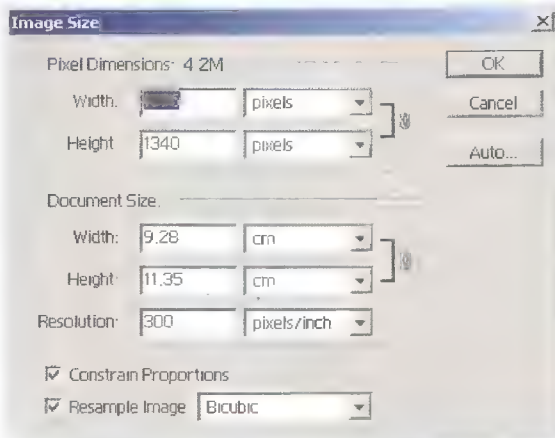 Image Size
Pixel Dimensions: 4.2M
OK
Width: pixels
Cancel
Height 1340 pixels
Auto...
Document Size:
Width: 9.28 cm
Height: 11.35 cm
Resolution: 300 pixels/inch
Constrain Proportions
Resample Image Bicubic